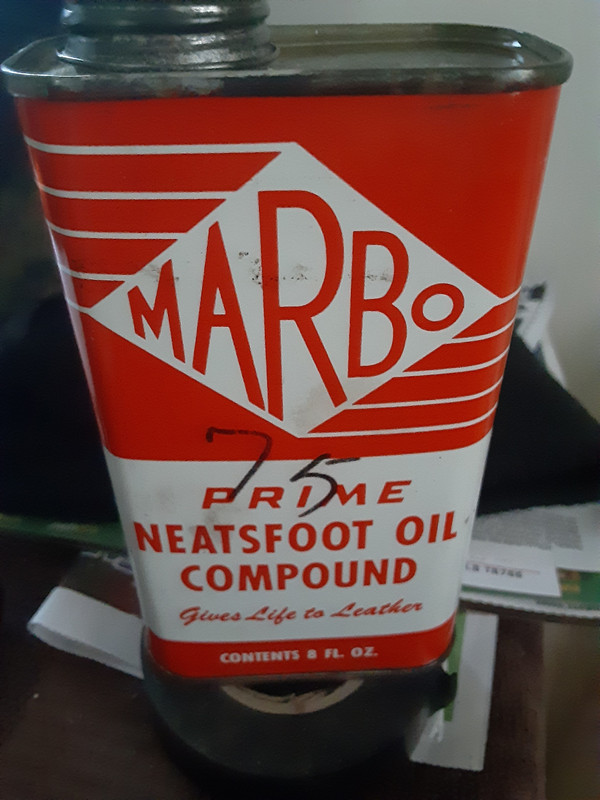 MARBO
75
PRIME
NEATSFOOT OIL
COMPOUND
Gives Life to Leather
CONTENTS 8 FL. OZ.